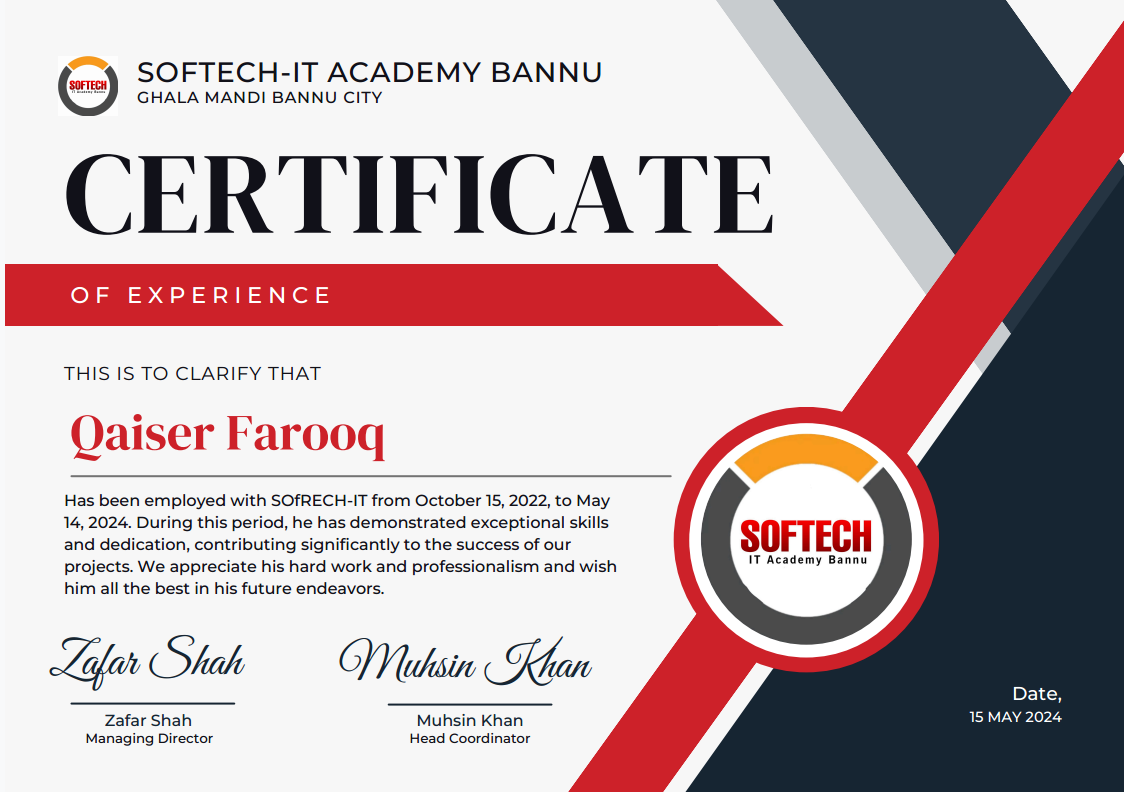 SOFTECH
IT Academy Bannu
SOFTECH-IT ACADEMY BANNU
GHALA MANDI BANNU CITY
CERTIFICATE
OF EXPERIENCE
THIS IS TO CLARIFY THAT
Qaiser Farooq
Has been employed with SOfRECH-IT from October 15, 2022, to May
14, 2024. During this period, he has demonstrated exceptional skills
and dedication, contributing significantly to the success of our
projects. We appreciate his hard work and professionalism and wish
him all the best in his future endeavors.
SOFTECH
IT Academy Bannu
Zafar Shah
Muhsin Khan
Zafar Shah
Managing Director
Muhsin Khan
Head Coordinator
Date,
15 MAY 2024